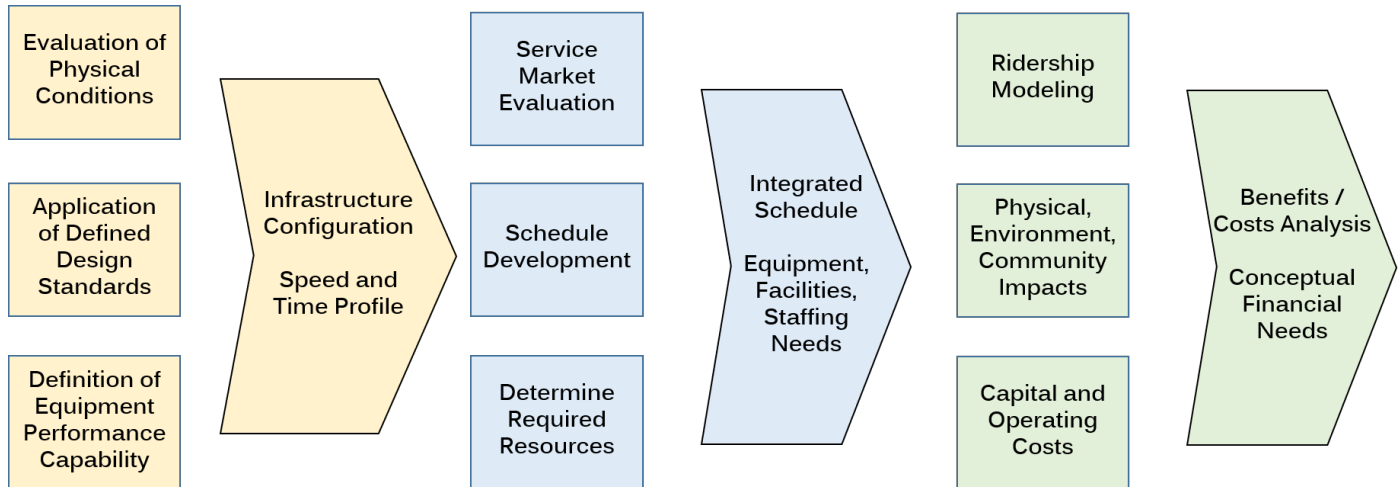 Evaluation of
Physical
Conditions
Application
of Defined
Design
Standards
Definition of
Equipment
Performance
Capability
Infrastructure
Configuration
Speed and
Time Profile
Service
Market
Evaluation
Schedule
Development
Determine
Required
Resources
Integrated
Schedule
Equipment,
Facilities,
Staffing
Needs
Ridership
Modeling
Physical,
Environment,
Community
Impacts
Capital and
Operating
Costs
Benefits /
Costs Analysis
Conceptual
Financial
Needs